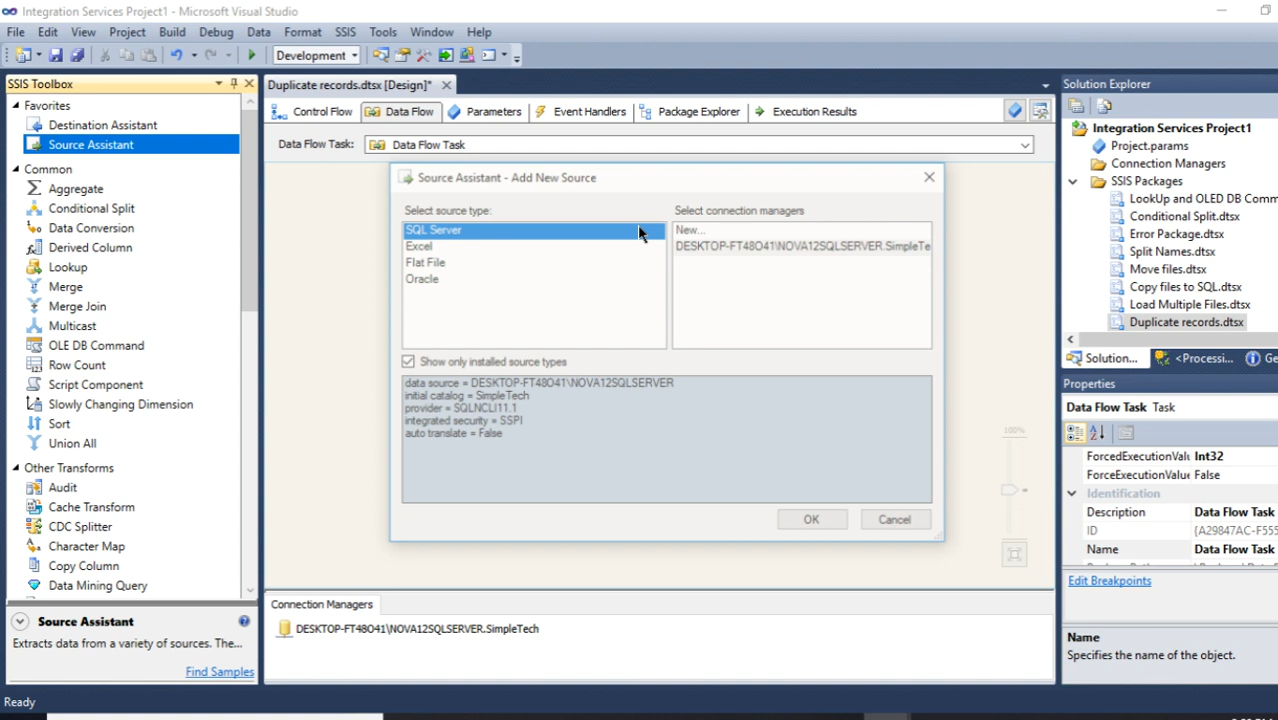 Integration Services Project1 - Microsoft Visual Studio
File Edit View Project Build Debug Data Format SSIS Tools Window Help
Development
SSIS Toolbox
Favorites
Destination Assistant
Source Assistant
Common
Aggregate
Conditional Split
Data Conversion
Derived Column
Lookup
Merge
Merge Join
Multicast
OLE DB Command
Row Count
Script Component
Slowly Changing Dimension
Sort
Union All
Other Transforms
Audit
Cache Transform
CDC Splitter
Character Map
Copy Column
Data Mining Query
Source Assistant
Extracts data from a variety of sources. The...
Find Samples
Duplicate records.dtsx [Design]*
Control Flow Data Flow Parameters Event Handlers Package Explorer Execution Results
Data Flow Task: Data Flow Task
Source Assistant - Add New Source
Select source type:
SQL Server
Excel
Flat File
Oracle
Select connection managers
New...
DESKTOP-FT48O41\NOVA12SQLSERVER.SimpleTe
Show only installed source types
data source = DESKTOP-FT48O41\NOVA12SQLSERVER
initial catalog = SimpleTech
provider = SQLNCLI11.1
integrated security = SSPI
auto translate = False
OK Cancel
100%
Connection Managers
DESKTOP-FT48O41\NOVA12SQLSERVER.SimpleTech
Solution Explorer
Integration Services Project1
Project.params
Connection Managers
SSIS Packages
LookUp and OLED DB Comm
Conditional Split.dtsx
Error Package.dtsx
Split Names.dtsx
Move files.dtsx
Copy files to SQL.dtsx
Load Multiple Files.dtsx
Duplicate records.dtsx
Solution... <Processi... Ge
Properties
Data Flow Task Task
ForcedExecutionValu Int32
ForceExecutionValue False
Identification
Description Data Flow Task
ID {A29847AC-F555
Name Data Flow Task
Edit Breakpoints
Name
Specifies the name of the object.
Ready